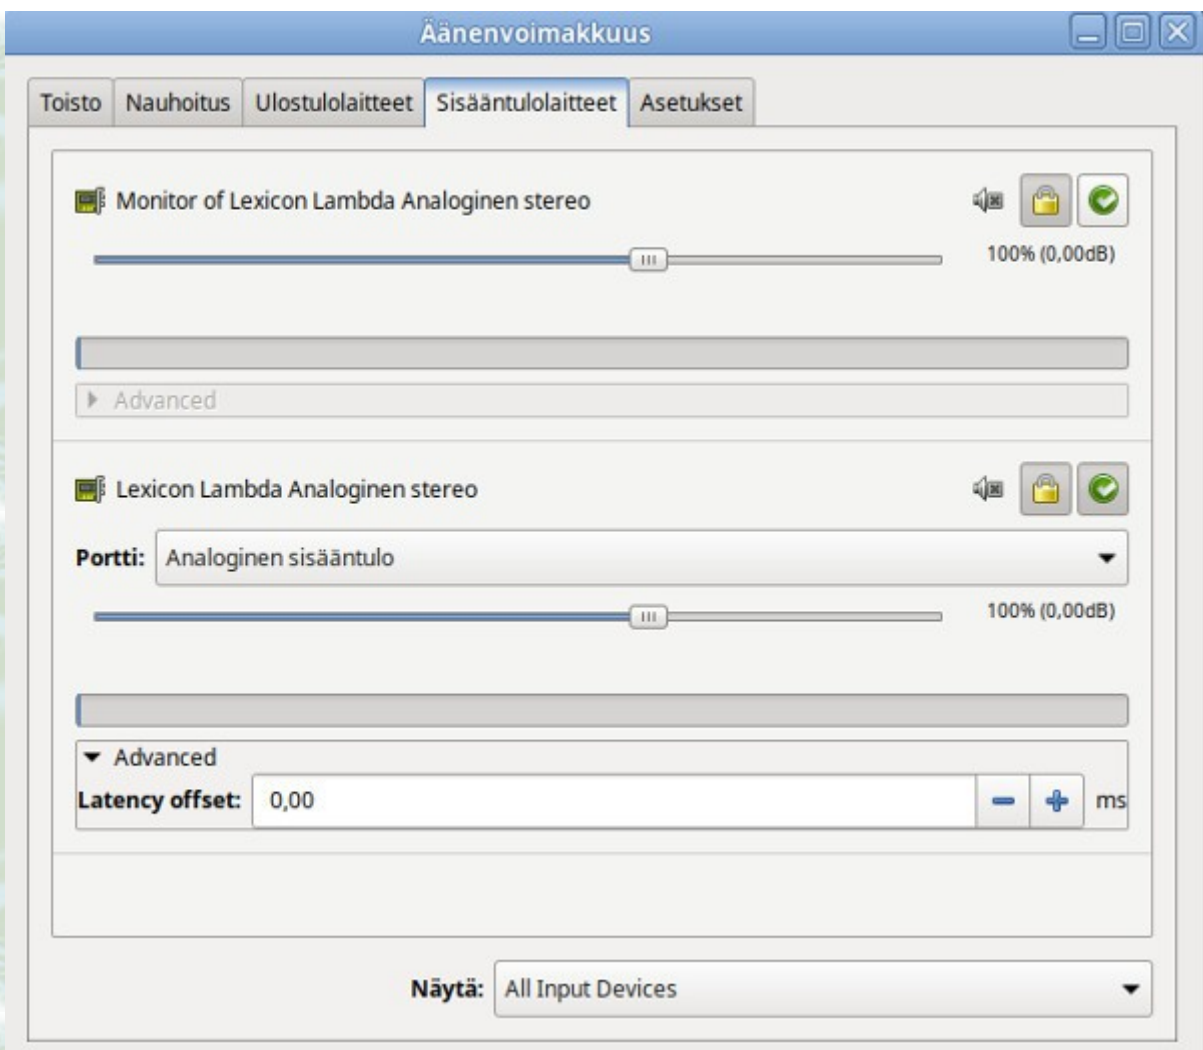 Äänenvoimakkuus
Toisto Nauhoitus Ulostulolaitteet Sisääntulolaitteet Asetukset
Monitor of Lexicon Lambda Analoginen stereo
100% (0,00dB)
Advanced
Lexicon Lambda Analoginen stereo
Portti: Analoginen sisääntulo
100% (0,00dB)
Advanced
Latency offset: 0,00 ms
Näytä: All Input Devices